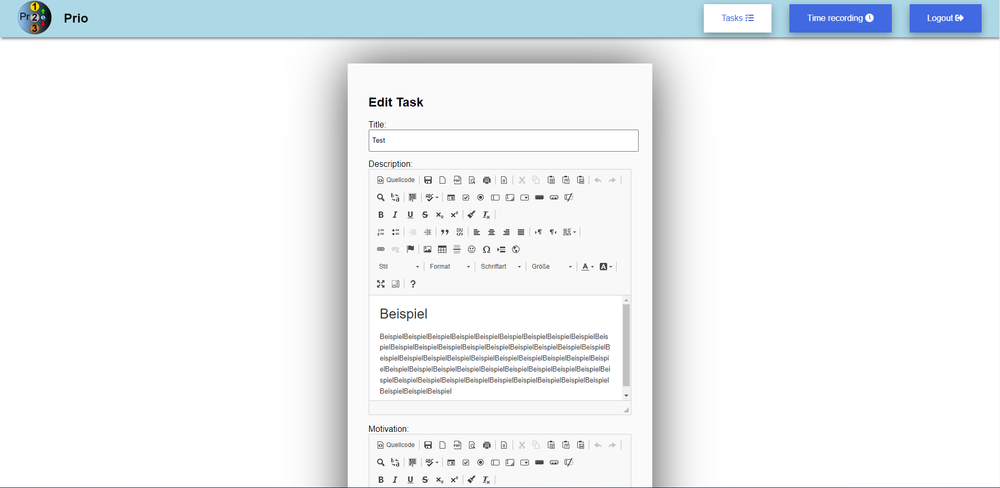 1
Pr2
3
Prio
Tasks
Time recording
Logout
Edit Task
Title:
Test
Description:
Quellcode
Stil Format Schriftart Größe
Beispiel
BeispielBeispielBeispielBeispielBeispielBeispielBeispielBeispielBeispielBeis
pielBeispielBeispielBeispielBeispielBeispielBeispielBeispielBeispielBeispielB
eispielBeispielBeispielBeispielBeispielBeispielBeispielBeispielBeispielBeispi
elBeispielBeispielBeispielBeispielBeispielBeispielBeispielBeispielBeispielBei
spielBeispielBeispielBeispielBeispielBeispielBeispielBeispielBeispielBeispiel
BeispielBeispielBeispiel
Motivation:
Quellcode